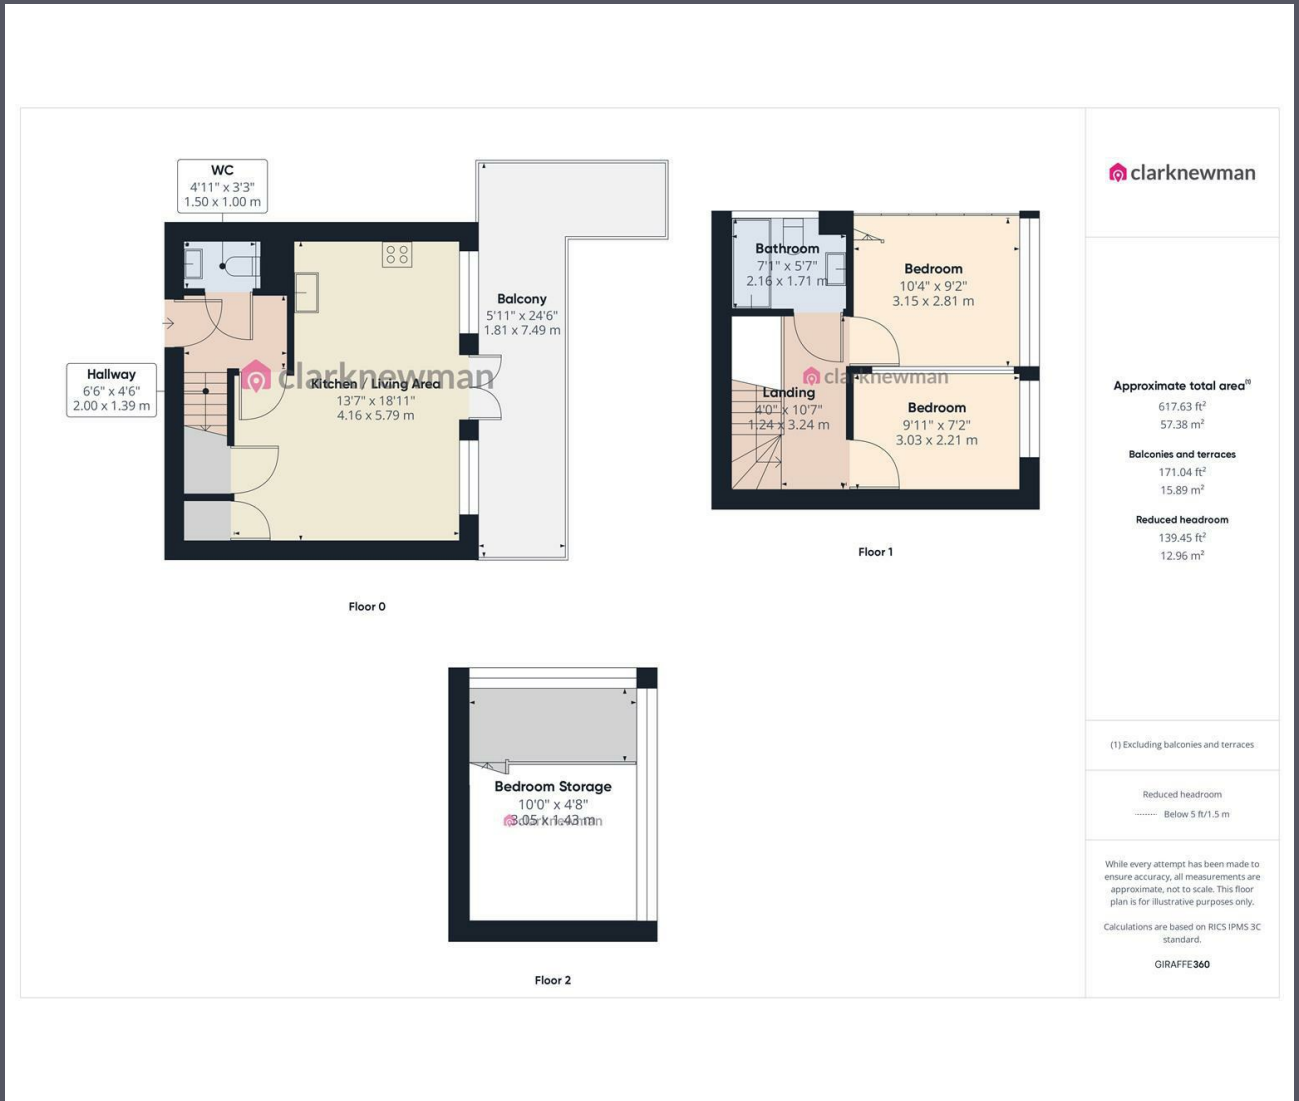 WC
4'11" x 3'3"
1.50 x 1.00 m
Hallway
6'6" x 4'6"
2.00 x 1.39 m
clarknewman
Kitchen / Living Area
13'7" x 18'11"
4.16 x 5.79 m
Balcony
5'11" x 24'6"
1.81 x 7.49 m
Floor 0
Bathroom
7'1" x 5'7"
2.16 x 1.71 m
Bedroom
10'4" x 9'2"
3.15 x 2.81 m
clarknewman
Landing
4'0" x 10'7"
1.24 x 3.24 m
Bedroom
9'11" x 7'2"
3.03 x 2.21 m
Floor 1
Bedroom Storage
10'0" x 4'8"
3.05 x 1.43 m
clarknewman
Floor 2
clarknewman
Approximate total area(1)
617.63 ft²
57.38 m²
Balconies and terraces
171.04 ft²
15.89 m²
Reduced headroom
139.45 ft²
12.96 m²
(1) Excluding balconies and terraces
Reduced headroom
Below 5 ft/1.5 m
While every attempt has been made to
ensure accuracy, all measurements are
approximate, not to scale. This floor
plan is for illustrative purposes only.
Calculations are based on RICS IPMS 3C
standard.
GIRAFFE360